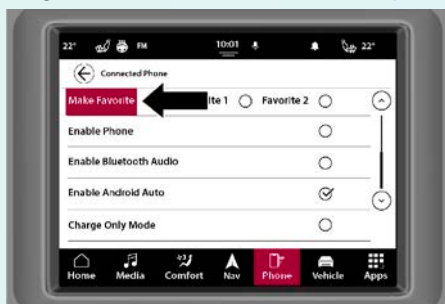 22° FM 10:01 22°
Connected Phone
Make Favorite ite 1 Favorite 2
Enable Phone
Enable Bluetooth Audio
Enable Android Auto
Charge Only Mode
Home Media Comfort Nav Phone Vehicle Apps